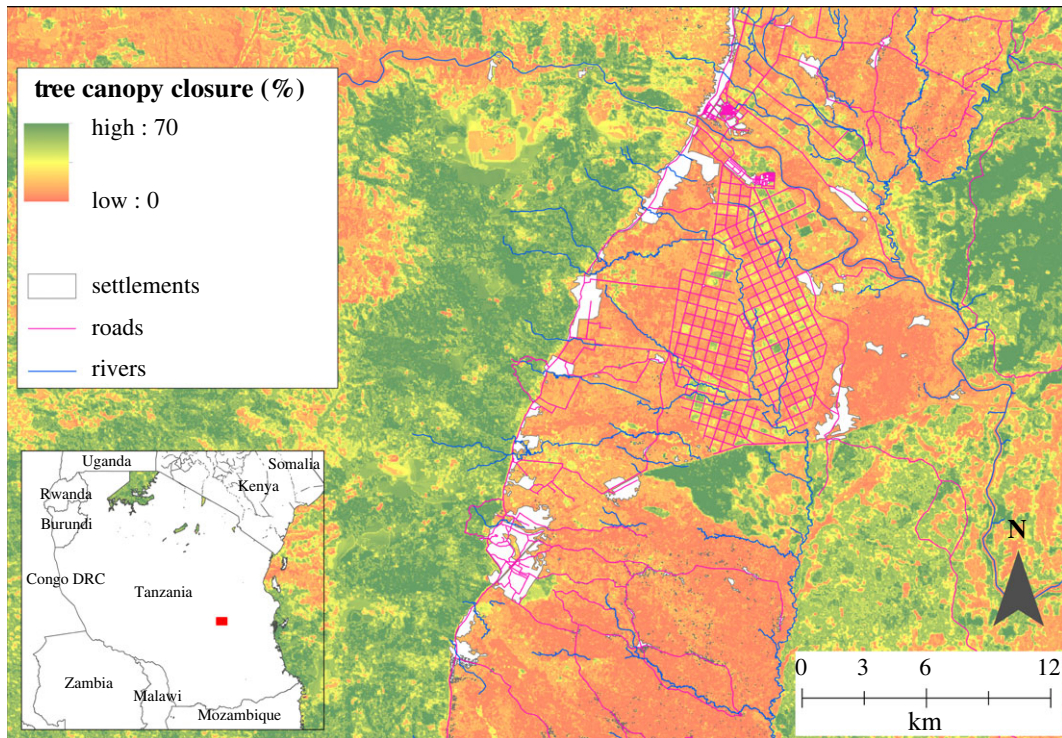 tree canopy closure (%)
high : 70
low : 0
settlements
roads
rivers
Uganda
Somalia
Kenya
Rwanda
Burundi
Congo DRC
Tanzania
Zambia
Malawi
Mozambique
N
0 3 6 12
km